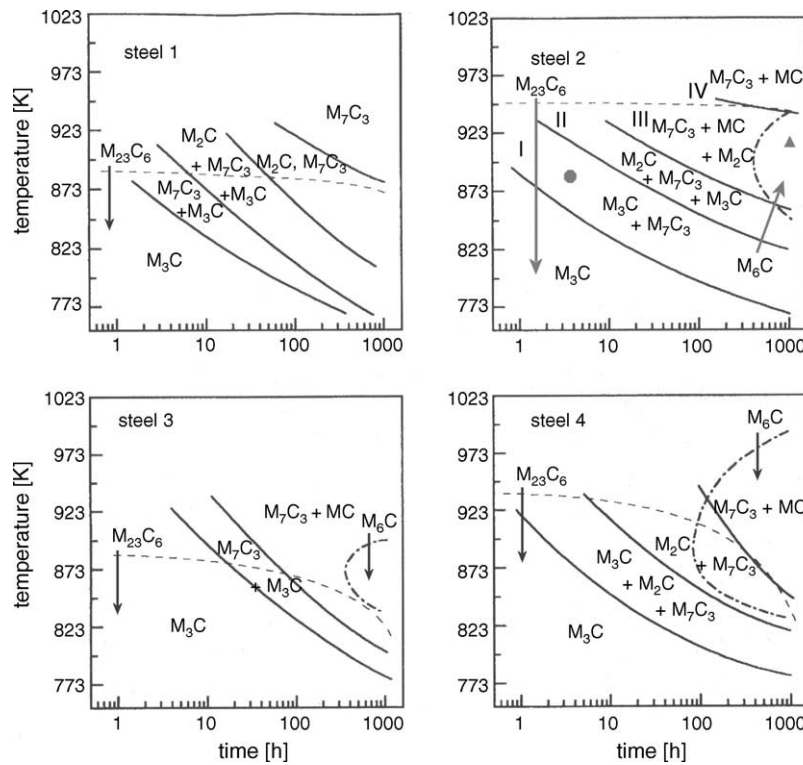 1023
973
923
873
823
773
temperature [K]
steel 1
M₂₃C₆
M₂C
+ M₇C₃
M₂C, M₇C₃
M₇C₃
M₇C₃
+M₃C
+M₃C
M₃C
1
10
100
1000
1023
973
923
873
823
773
steel 2
M₂₃C₆
I
II
III
IV
M₇C₃ + MC
M₇C₃ + MC
+ M₂C
M₂C
+ M₇C₃
+ M₃C
M₃C
+ M₇C₃
M₃C
M₆C
1
10
100
1000
1023
973
923
873
823
773
temperature [K]
steel 3
M₂₃C₆
M₇C₃ + MC
M₆C
M₇C₃
+ M₃C
M₃C
1
10
100
1000
time [h]
1023
973
923
873
823
773
steel 4
M₆C
M₂₃C₆
M₇C₃ + MC
M₂C
+ M₇C₃
M₃C
+ M₂C
+ M₇C₃
M₃C
1
10
100
1000
time [h]